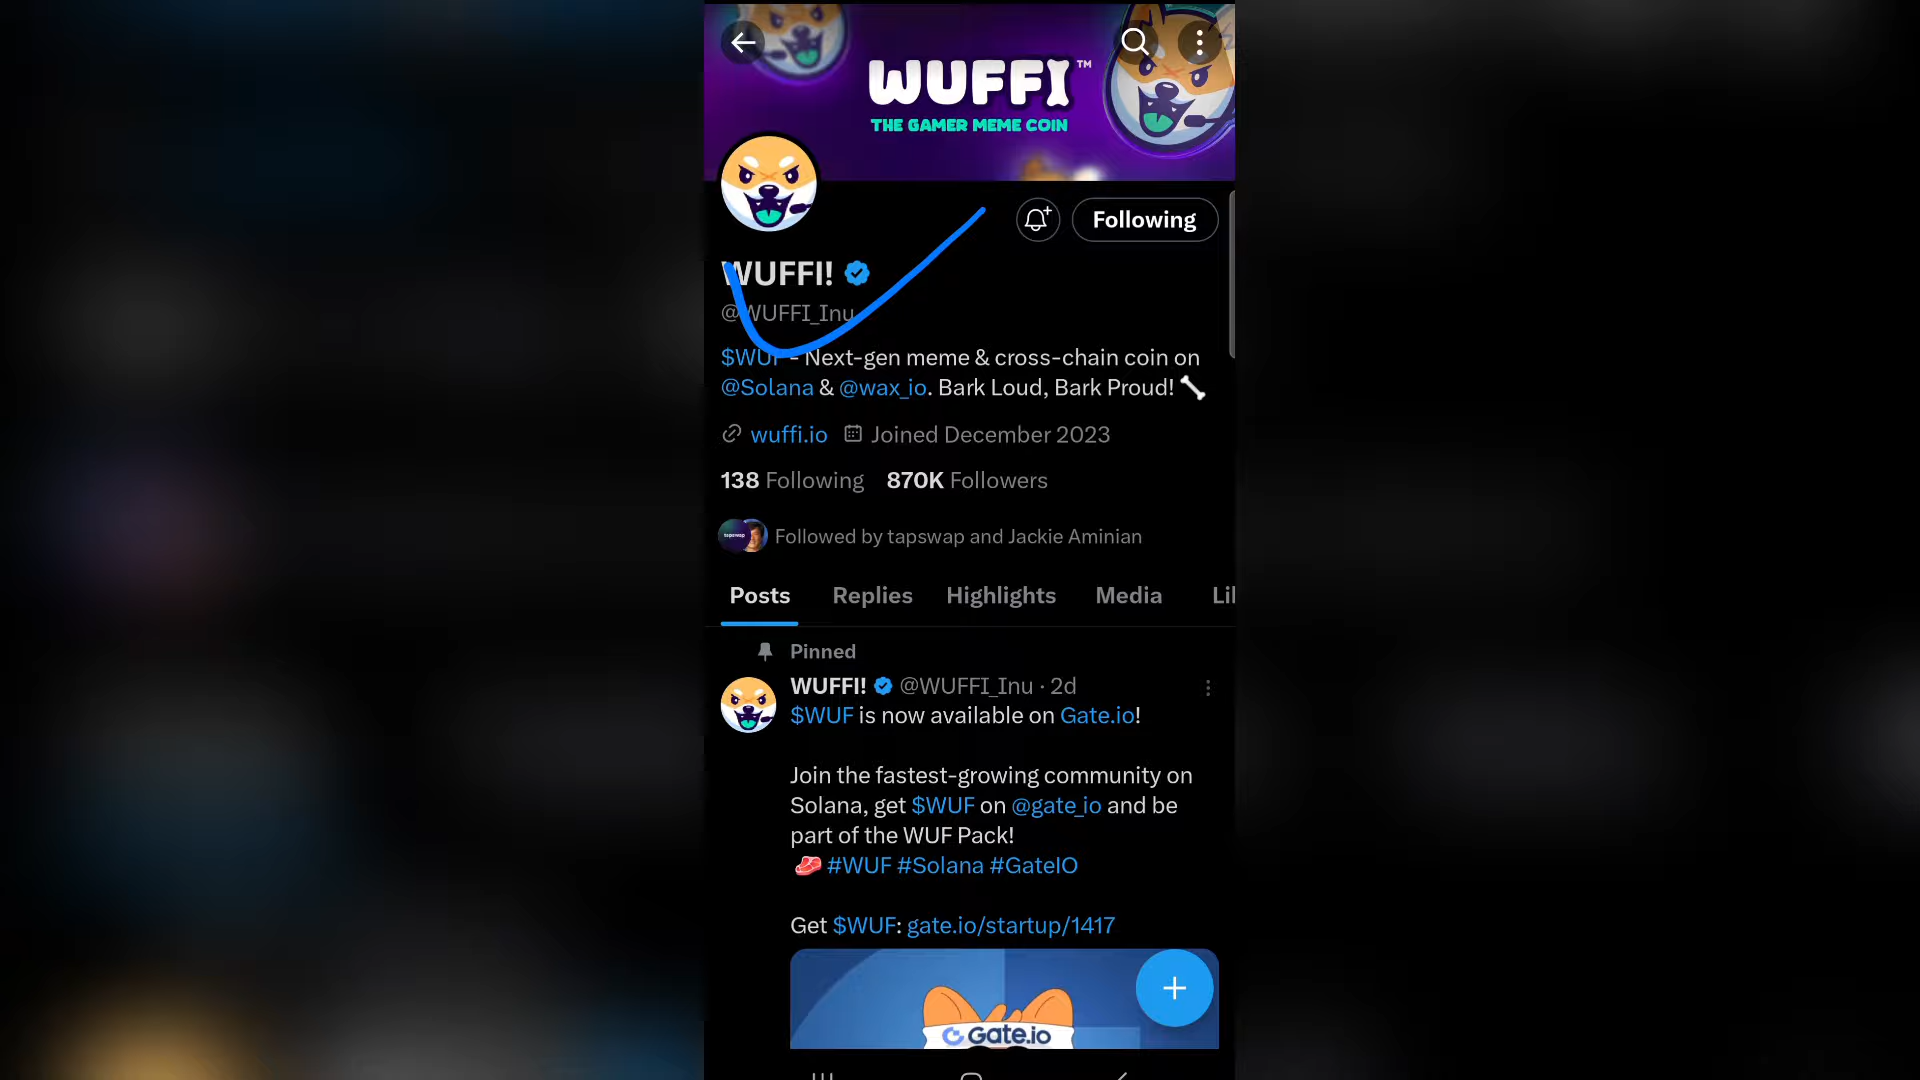 WUFFI™
THE GAMER MEME COIN
Following
WUFFI!
@WUFFI_Inu
$WUF - Next-gen meme & cross-chain coin on
@Solana & @wax_io. Bark Loud, Bark Proud!
wuffi.io Joined December 2023
138 Following 870K Followers
tapswap
Followed by tapswap and Jackie Aminian
Posts Replies Highlights Media Li
Pinned
WUFFI! @WUFFI_Inu · 2d
$WUF is now available on Gate.io!
Join the fastest-growing community on
Solana, get $WUF on @gate_io and be
part of the WUF Pack!
#WUF #Solana #GateIO
Get $WUF: gate.io/startup/1417
Gate.io